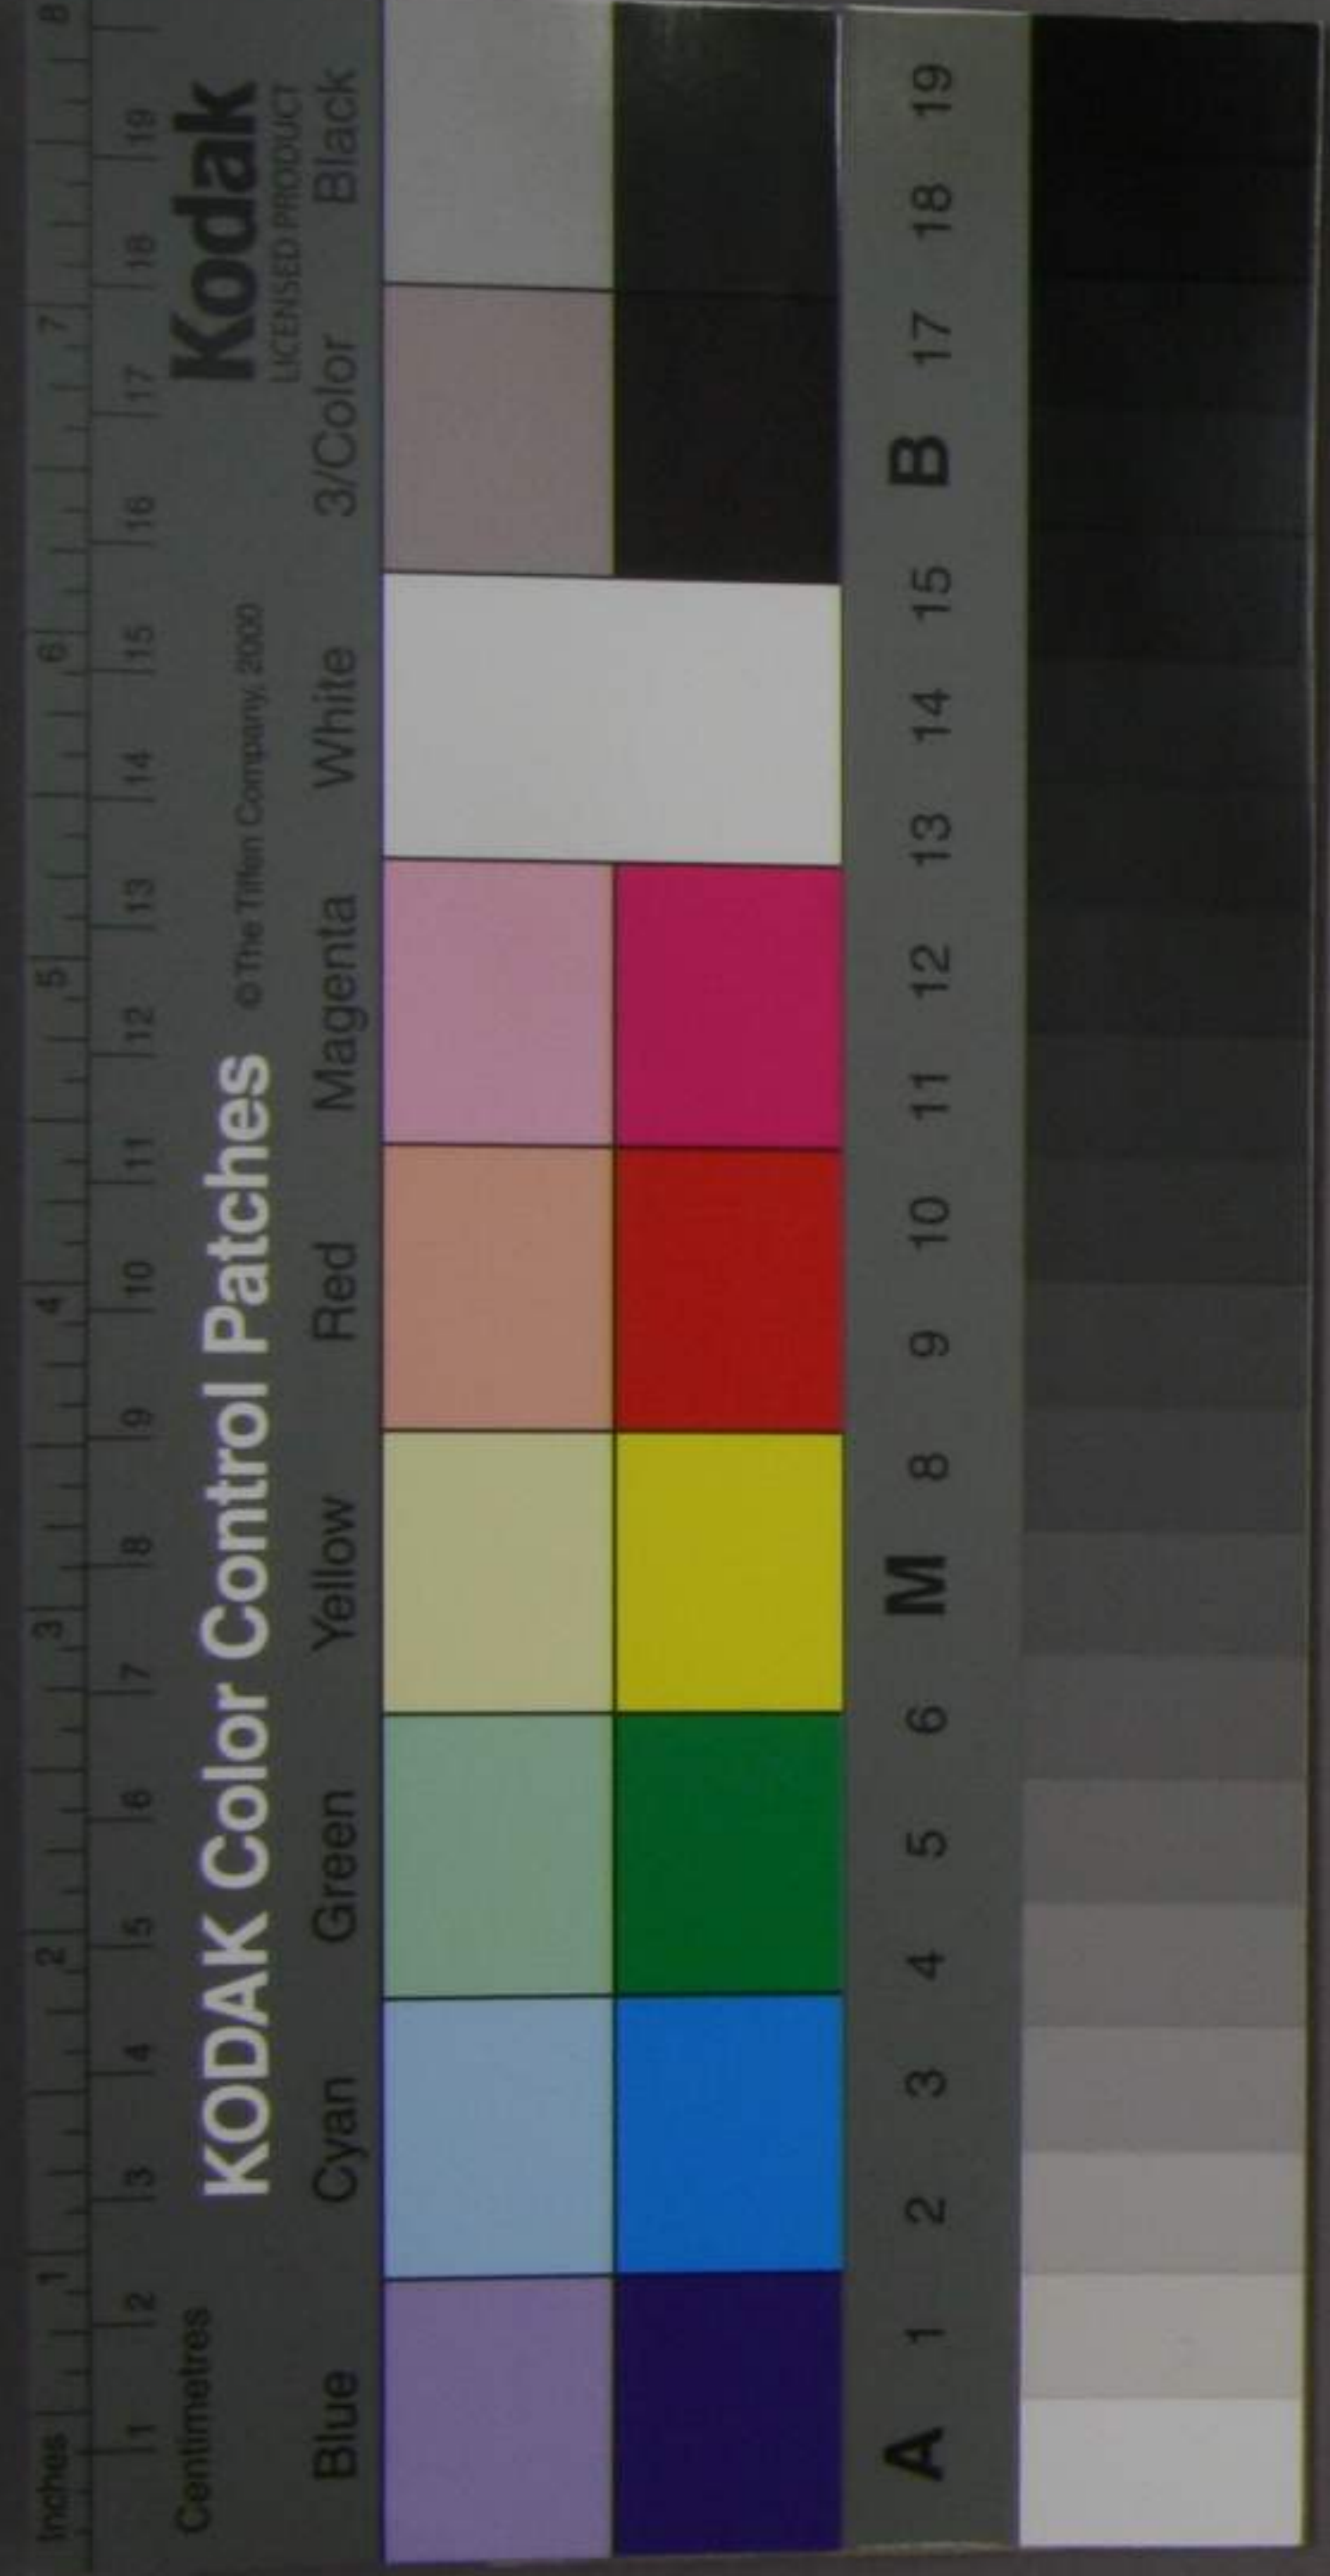 Inches 1 2 3 4 5 6 7 8
1 2 3 4 5 6 7 8 9 10 11 12 13 14 15 16 17 18 19
Centimetres
KODAK Color Control Patches © The Tiffen Company, 2000 Kodak
LICENSED PRODUCT
Blue Cyan Green Yellow Red Magenta White 3/Color Black
A 1 2 3 4 5 6 M 8 9 10 11 12 13 14 15 B 17 18 19